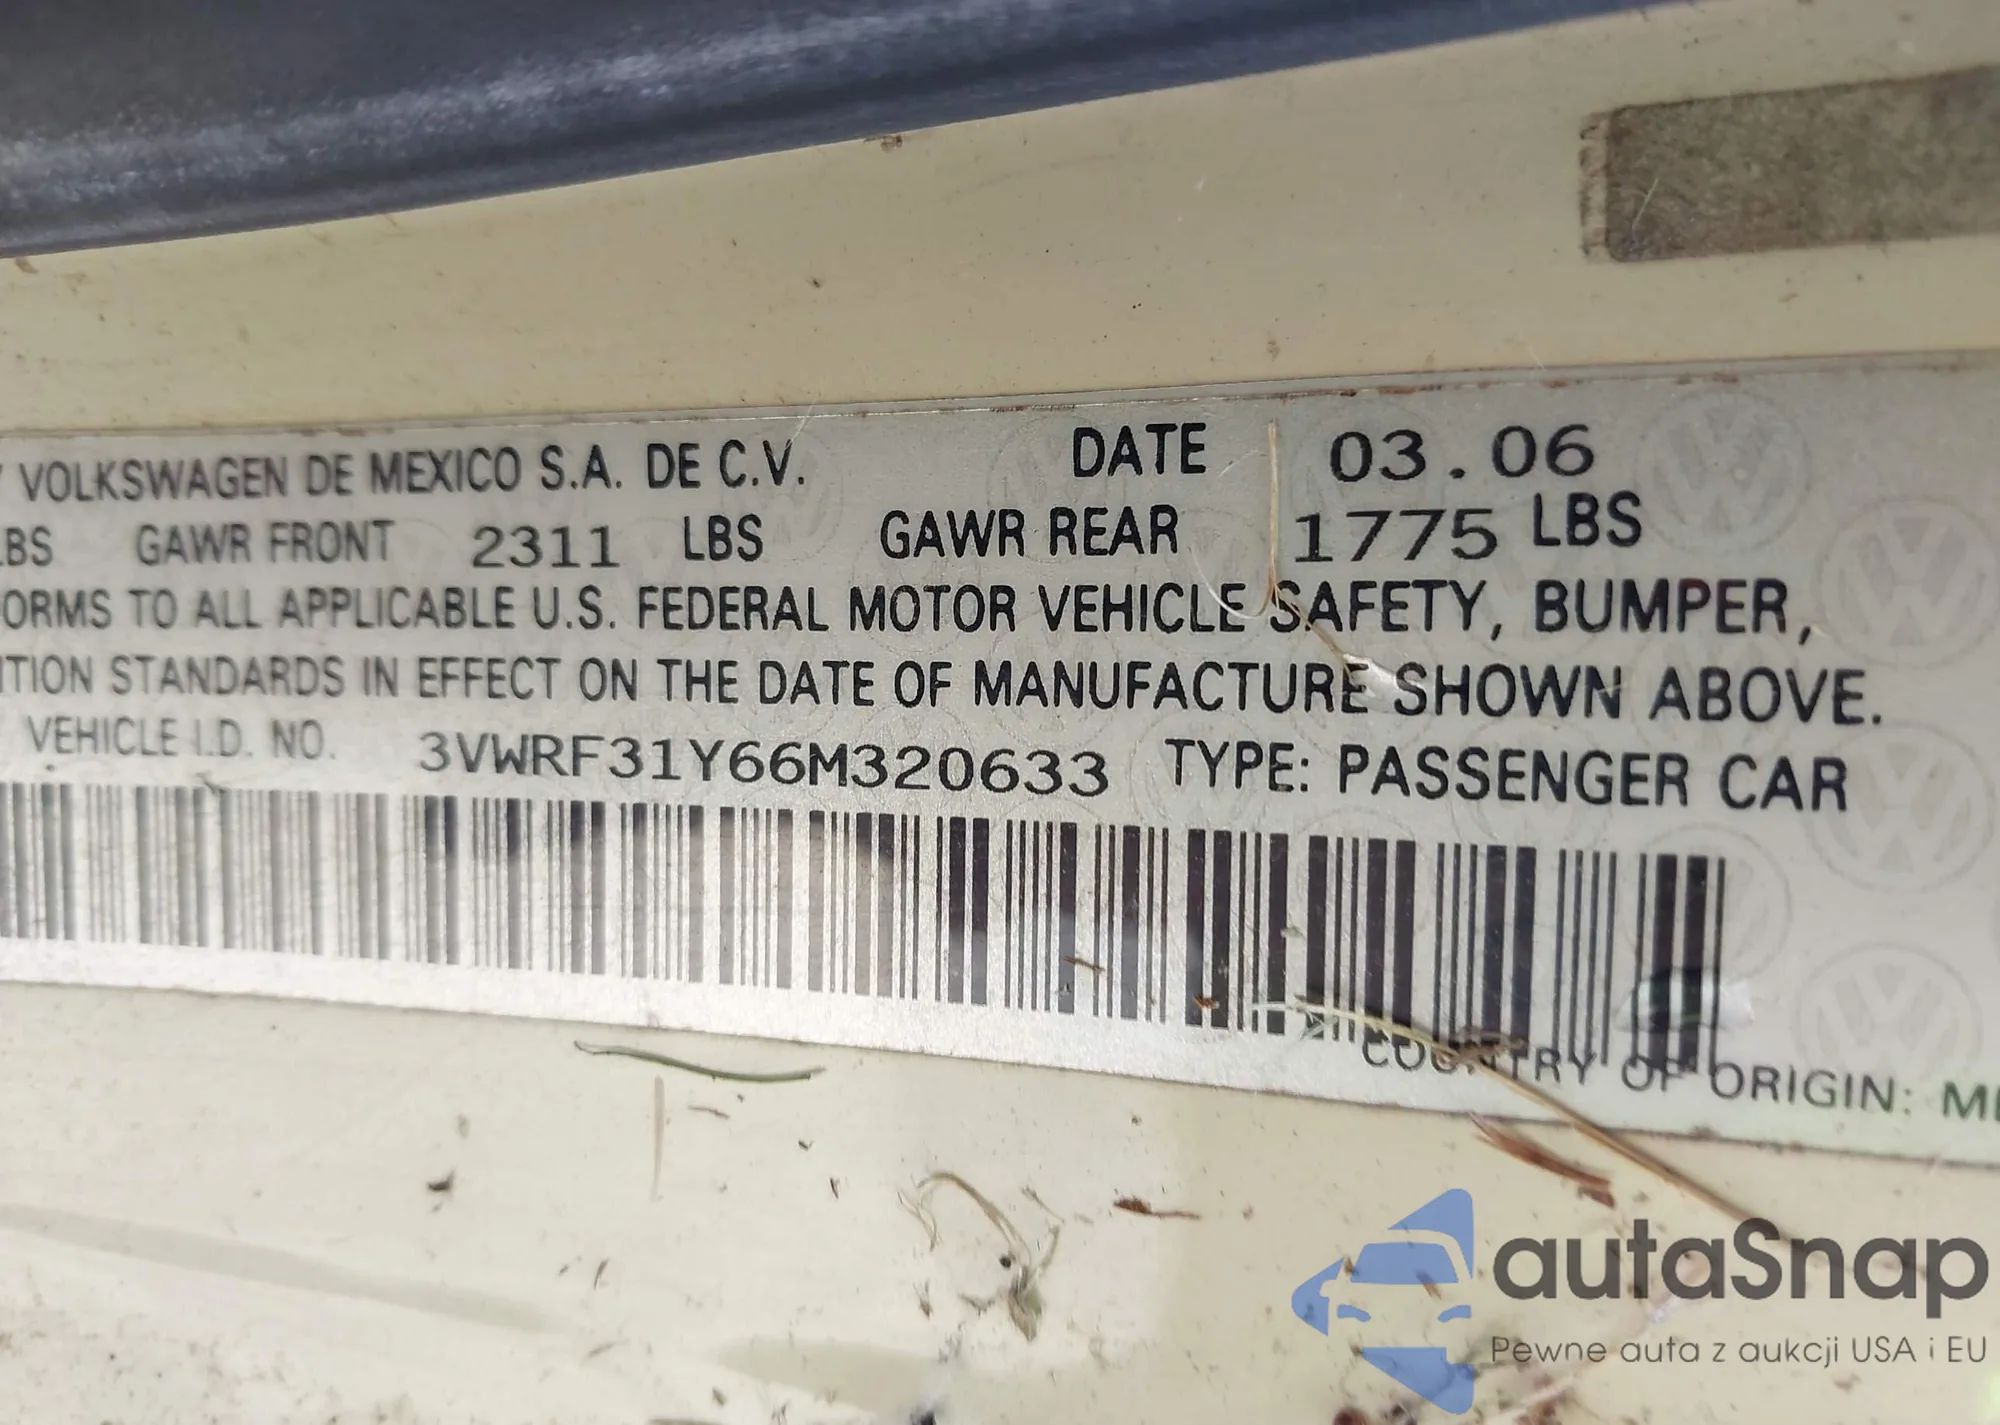 VOLKSWAGEN DE MEXICO S.A. DE C.V. DATE 03.06
LBS GAWR FRONT 2311 LBS GAWR REAR 1775 LBS
ORMS TO ALL APPLICABLE U.S. FEDERAL MOTOR VEHICLE SAFETY, BUMPER,
ITION STANDARDS IN EFFECT ON THE DATE OF MANUFACTURE SHOWN ABOVE.
VEHICLE I.D. NO. 3VWRF31Y66M320633 TYPE: PASSENGER CAR
COUNTRY OF ORIGIN: ME
autaSnap
Pewne auta z aukcji USA i EU